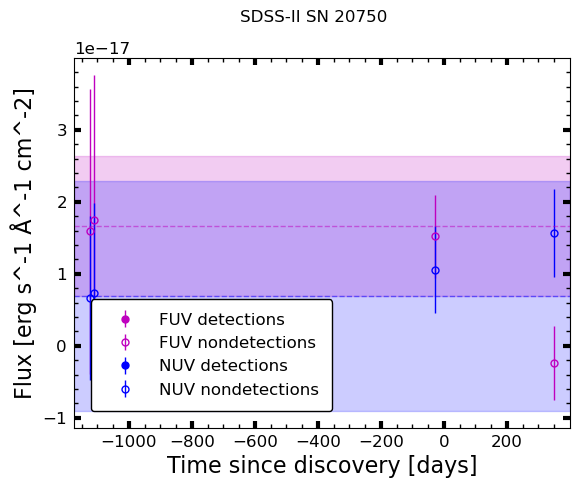 SDSS-II SN 20750
1e−17
3
2
1
0
−1
Flux [erg s^-1 Å^-1 cm^-2]
FUV detections
FUV nondetections
NUV detections
NUV nondetections
−1000 −800 −600 −400 −200 0 200
Time since discovery [days]